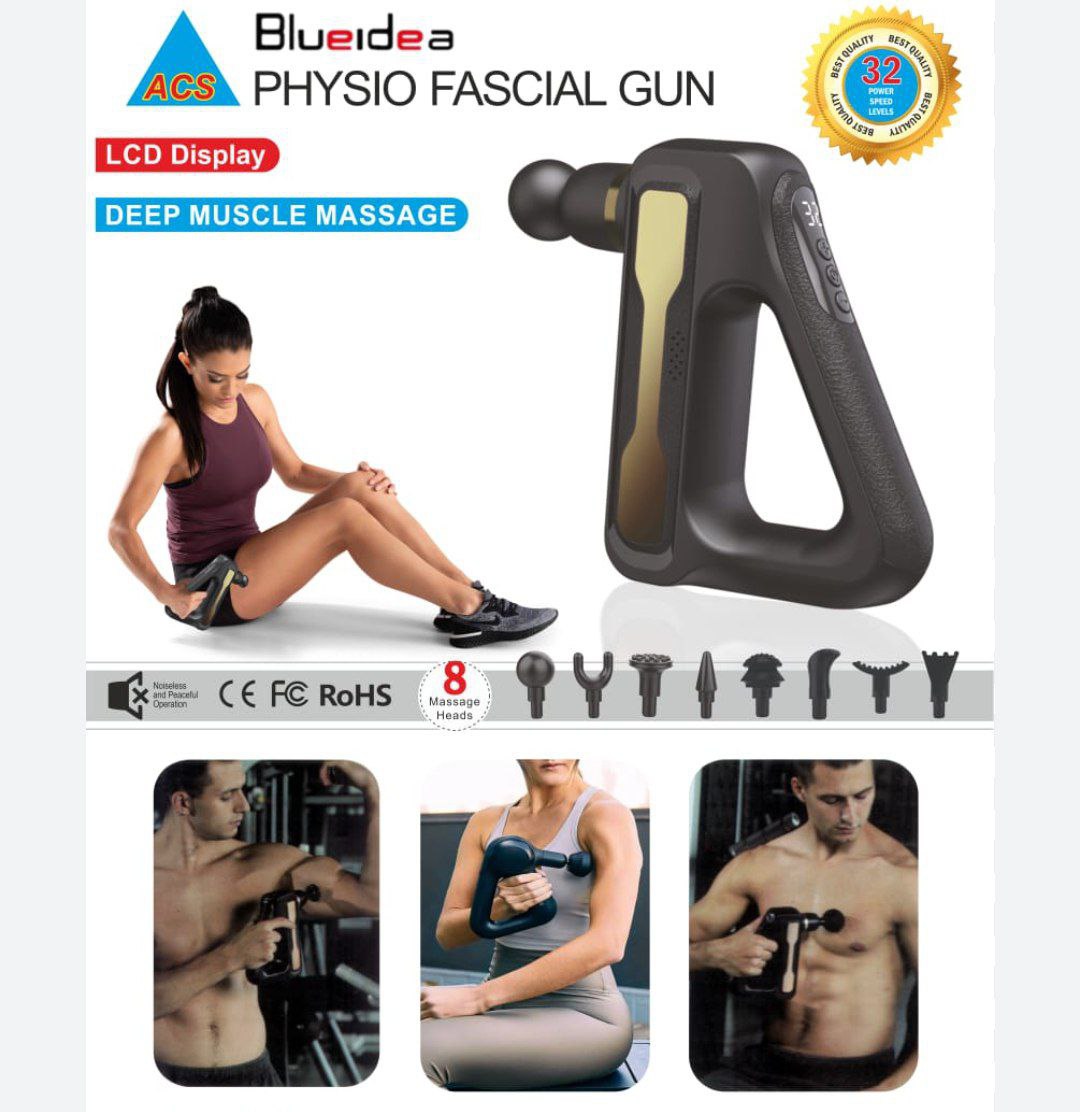 ACS
Blueidea
PHYSIO FASCIAL GUN
BEST QUALITY BEST QUALITY BEST QUALITY BEST QUALITY
32
POWER
SPEED
LEVELS
LCD Display
DEEP MUSCLE MASSAGE
32
Noiseless
and Peaceful
Operation
CE FC RoHS
8
Massage
Heads